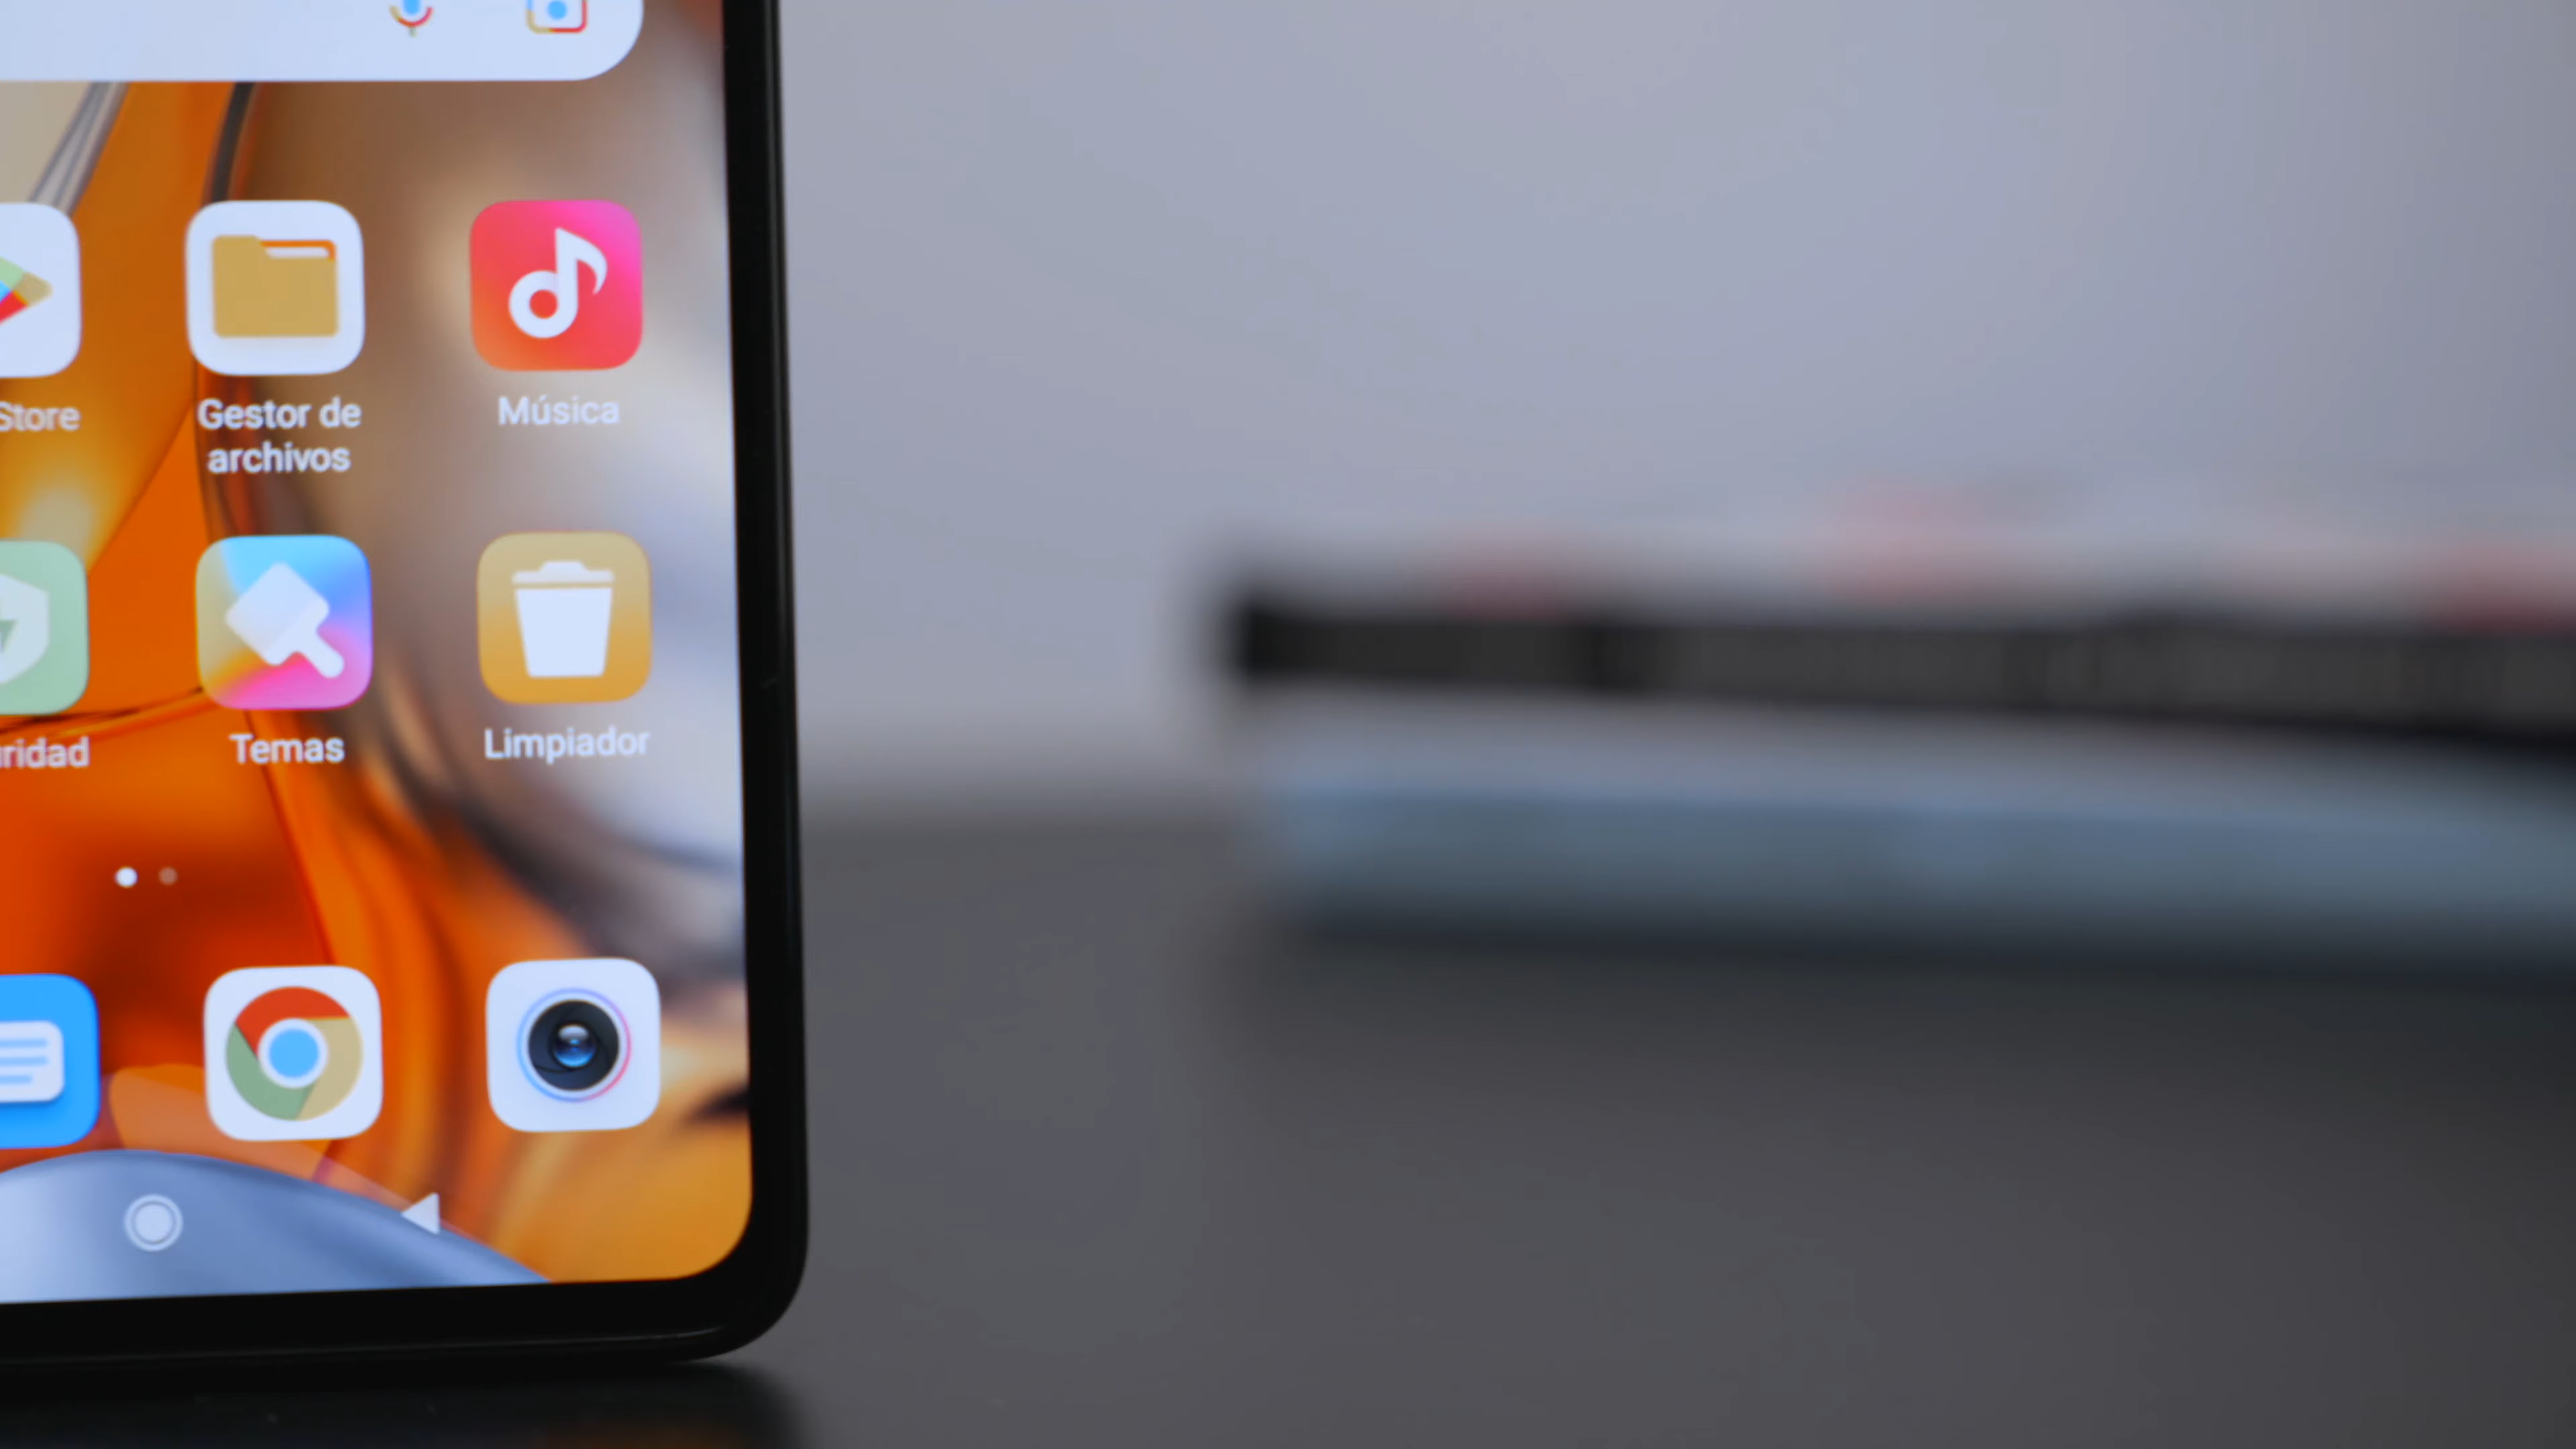 Store
Gestor de
archivos
Música
ridad
Temas
Limpiador